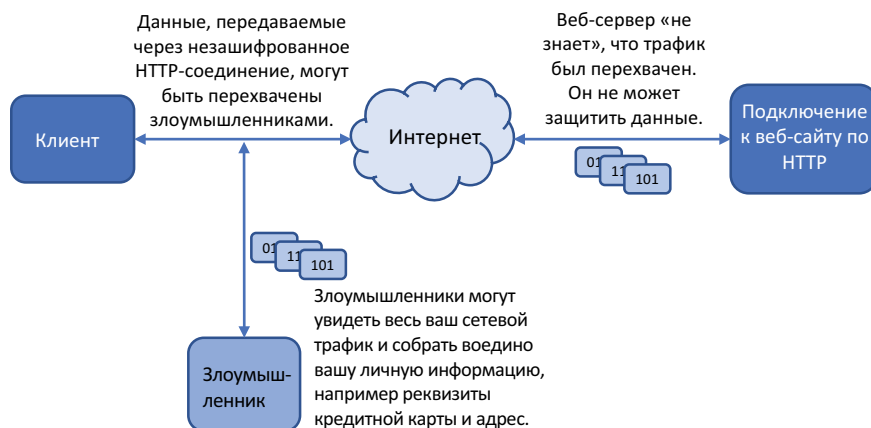 Данные, передаваемые
через незашифрованное
HTTP-соединение, могут
быть перехвачены
злоумышленниками.
Веб-сервер «не
знает», что трафик
был перехвачен.
Он не может
защитить данные.
Клиент
Интернет
Подключение
к веб-сайту по
HTTP
01
11
101
01
11
101
Злоумышленники могут
увидеть весь ваш сетевой
трафик и собрать воедино
вашу личную информацию,
например реквизиты
кредитной карты и адрес.
Злоумыш-
ленник